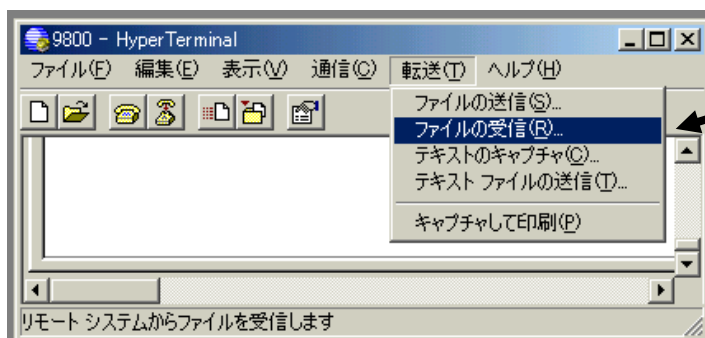 9800 - HyperTerminal
ファイル(F) 編集(E) 表示(V) 通信(C) 転送(T) ヘルプ(H)
ファイルの送信(S)...
ファイルの受信(R)...
テキストのキャプチャ(C)...
テキスト ファイルの送信(T)...
キャプチャして印刷(P)
リモート システムからファイルを受信します